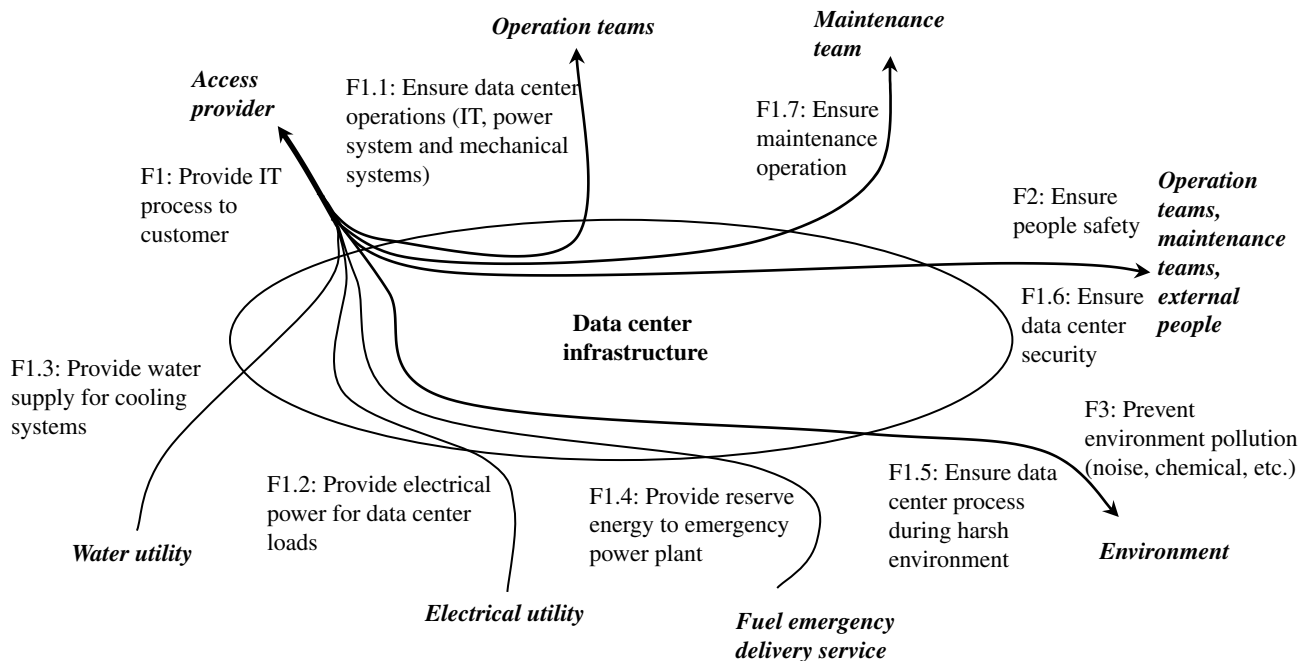 Operation teams
Maintenance
team
Access
provider
F1.1: Ensure data center
operations (IT, power
system and mechanical
systems)
F1.7: Ensure
maintenance
operation
F1: Provide IT
process to
customer
F2: Ensure
people safety
Operation
teams,
maintenance
teams,
external
people
F1.6: Ensure
data center
security
Data center
infrastructure
F1.3: Provide water
supply for cooling
systems
F3: Prevent
environment pollution
(noise, chemical, etc.)
F1.2: Provide electrical
power for data center
loads
F1.4: Provide reserve
energy to emergency
power plant
F1.5: Ensure data
center process
during harsh
environment
Water utility
Environment
Electrical utility
Fuel emergency
delivery service